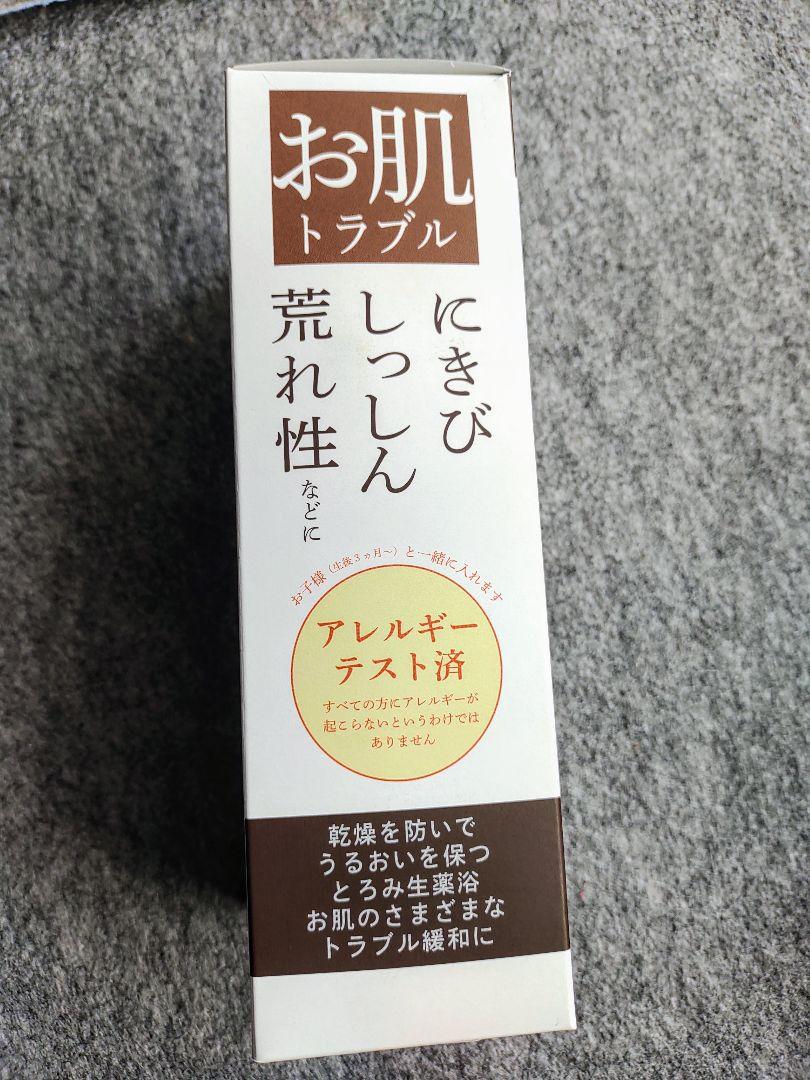 お肌
トラブル
にきび
しっしん
荒れ性などに
お子様（生後3ヵ月〜）と一緒に入れます
アレルギー
テスト済
すべての方にアレルギーが
起こらないというわけでは
ありません
乾燥を防いで
うるおいを保つ
とろみ生薬浴
お肌のさまざまな
トラブル緩和に